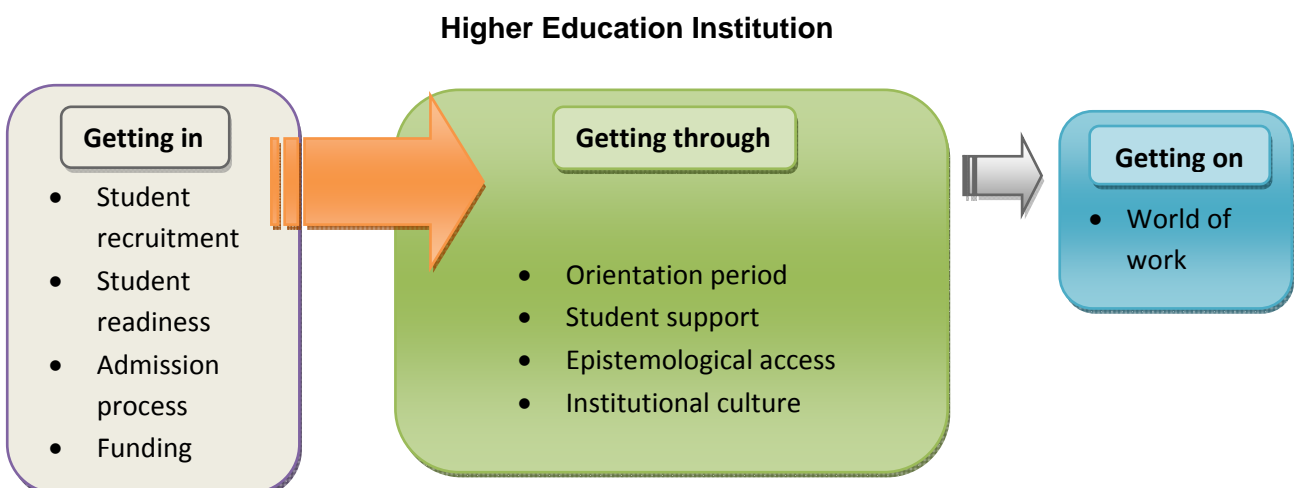 Higher Education Institution
Getting in
• Student
recruitment
• Student
readiness
• Admission
process
• Funding
Getting through
• Orientation period
• Student support
• Epistemological access
• Institutional culture
Getting on
• World of
work